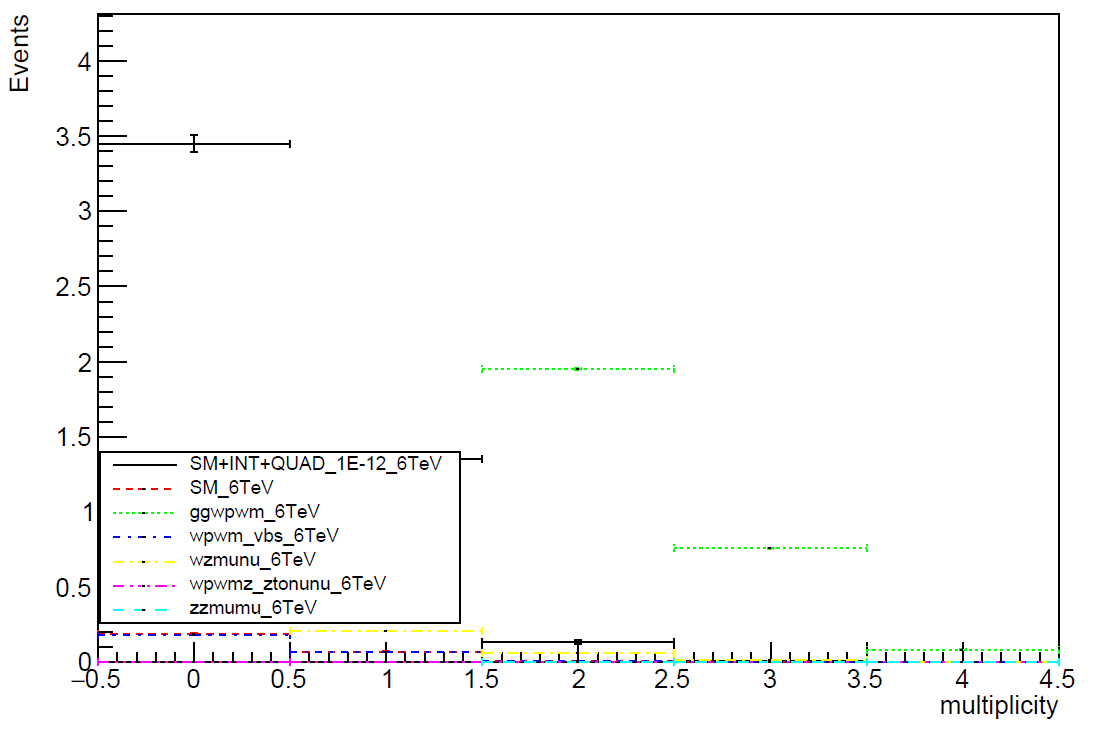 Events
4
3.5
3
2.5
2
1.5
1
0.5
0
SM+INT+QUAD_1E-12_6TeV
SM_6TeV
ggwpwm_6TeV
wpwm_vbs_6TeV
wzmunu_6TeV
wpwmz_ztonunu_6TeV
zzmumu_6TeV
−0.5 0 0.5 1 1.5 2 2.5 3 3.5 4 4.5
multiplicity